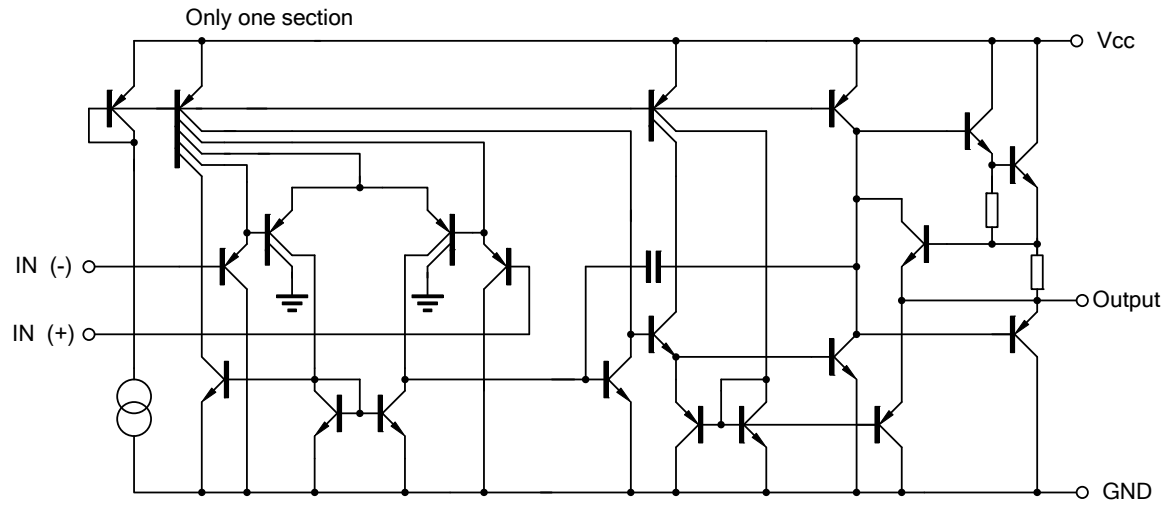 Only one section
Vcc
IN (-)
Output
IN (+)
GND